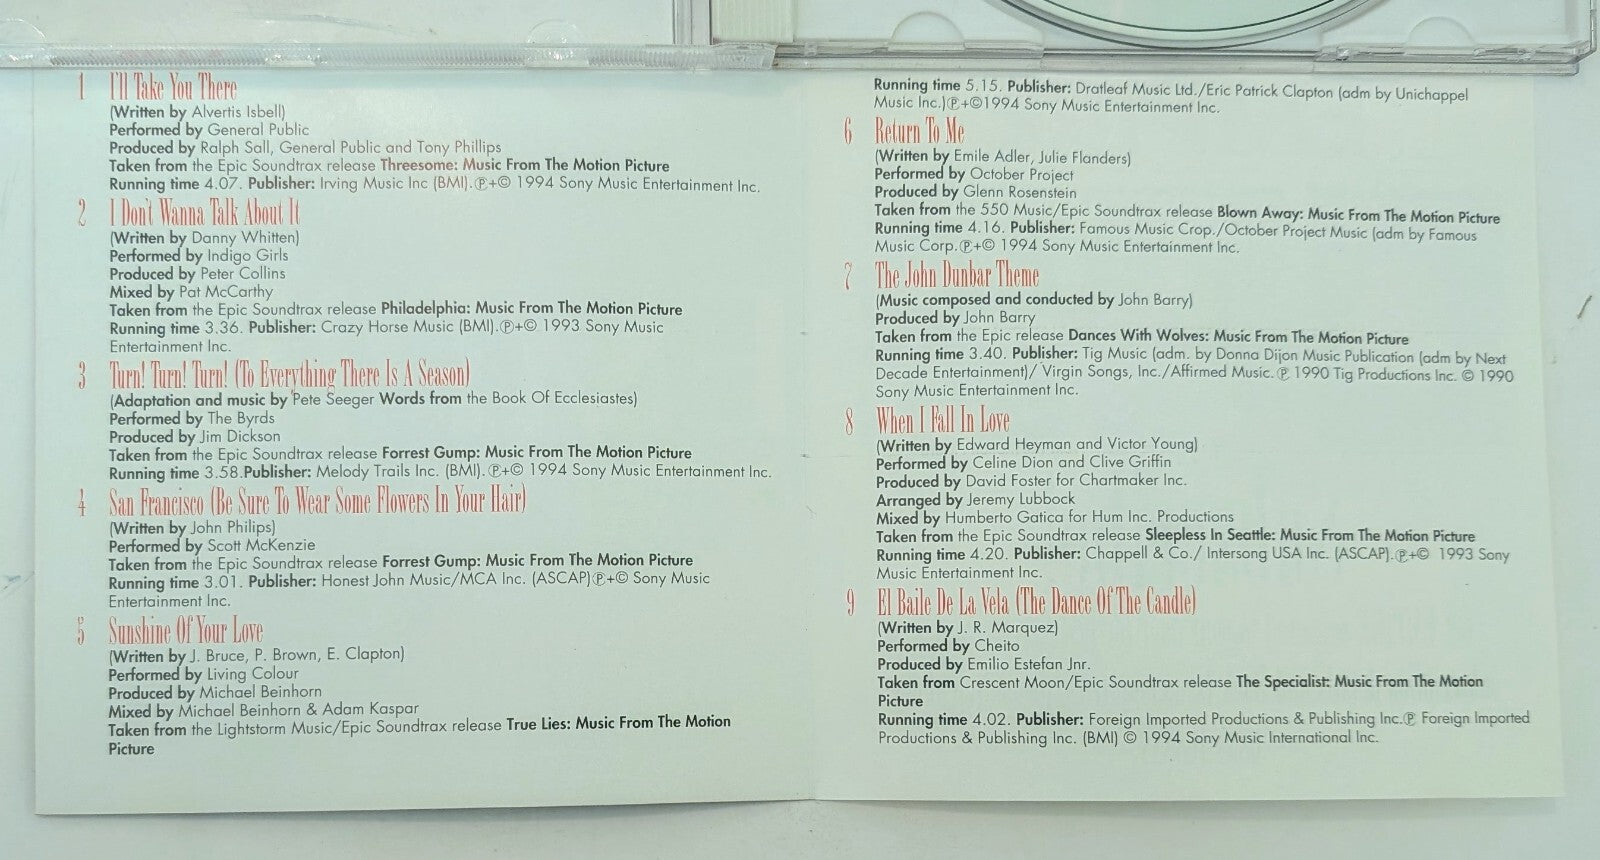 1 I'll Take You There
(Written by Alvertis Isbell)
Performed by General Public
Produced by Ralph Sall, General Public and Tony Phillips
Taken from the Epic Soundtrax release Threesome: Music From The Motion Picture
Running time 4.07. Publisher: Irving Music Inc (BMI).℗+© 1994 Sony Music Entertainment Inc.
2 I Don't Wanna Talk About It
(Written by Danny Whitten)
Performed by Indigo Girls
Produced by Peter Collins
Mixed by Pat McCarthy
Taken from the Epic Soundtrax release Philadelphia: Music From The Motion Picture
Running time 3.36. Publisher: Crazy Horse Music (BMI).℗+© 1993 Sony Music
Entertainment Inc.
3 Turn! Turn! Turn! (To Everything There Is A Season)
(Adaptation and music by Pete Seeger Words from the Book Of Ecclesiastes)
Performed by The Byrds
Produced by Jim Dickson
Taken from the Epic Soundtrax release Forrest Gump: Music From The Motion Picture
Running time 3.58.Publisher: Melody Trails Inc. (BMI).℗+© 1994 Sony Music Entertainment Inc.
4 San Francisco (Be Sure To Wear Some Flowers In Your Hair)
(Written by John Philips)
Performed by Scott McKenzie
Taken from the Epic Soundtrax release Forrest Gump: Music From The Motion Picture
Running time 3.01. Publisher: Honest John Music/MCA Inc. (ASCAP)℗+© Sony Music
Entertainment Inc.
5 Sunshine Of Your Love
(Written by J. Bruce, P. Brown, E. Clapton)
Performed by Living Colour
Produced by Michael Beinhorn
Mixed by Michael Beinhorn & Adam Kaspar
Taken from the Lightstorm Music/Epic Soundtrax release True Lies: Music From The Motion
Picture
Running time 5.15. Publisher: Dratleaf Music Ltd./Eric Patrick Clapton (adm by Unichappel
Music Inc.)℗+©1994 Sony Music Entertainment Inc.
6 Return To Me
(Written by Emile Adler, Julie Flanders)
Performed by October Project
Produced by Glenn Rosenstein
Taken from the 550 Music/Epic Soundtrax release Blown Away: Music From The Motion Picture
Running time 4.16. Publisher: Famous Music Crop./October Project Music (adm by Famous
Music Corp.℗+© 1994 Sony Music Entertainment Inc.
7 The John Dunbar Theme
(Music composed and conducted by John Barry)
Produced by John Barry
Taken from the Epic release Dances With Wolves: Music From The Motion Picture
Running time 3.40. Publisher: Tig Music (adm. by Donna Dijon Music Publication (adm by Next
Decade Entertainment)/ Virgin Songs, Inc./Affirmed Music.℗ 1990 Tig Productions Inc. © 1990
Sony Music Entertainment Inc.
8 When I Fall In Love
(Written by Edward Heyman and Victor Young)
Performed by Celine Dion and Clive Griffin
Produced by David Foster for Chartmaker Inc.
Arranged by Jeremy Lubbock
Mixed by Humberto Gatica for Hum Inc. Productions
Taken from the Epic Soundtrax release Sleepless In Seattle: Music From The Motion Picture
Running time 4.20. Publisher: Chappell & Co./ Intersong USA Inc. (ASCAP).℗+© 1993 Sony
Music Entertainment Inc.
9 El Baile De La Vela (The Dance Of The Candle)
(Written by J. R. Marquez)
Performed by Cheito
Produced by Emilio Estefan Jnr.
Taken from Crescent Moon/Epic Soundtrax release The Specialist: Music From The Motion
Picture
Running time 4.02. Publisher: Foreign Imported Productions & Publishing Inc.℗ Foreign Imported
Productions & Publishing Inc. (BMI) © 1994 Sony Music International Inc.